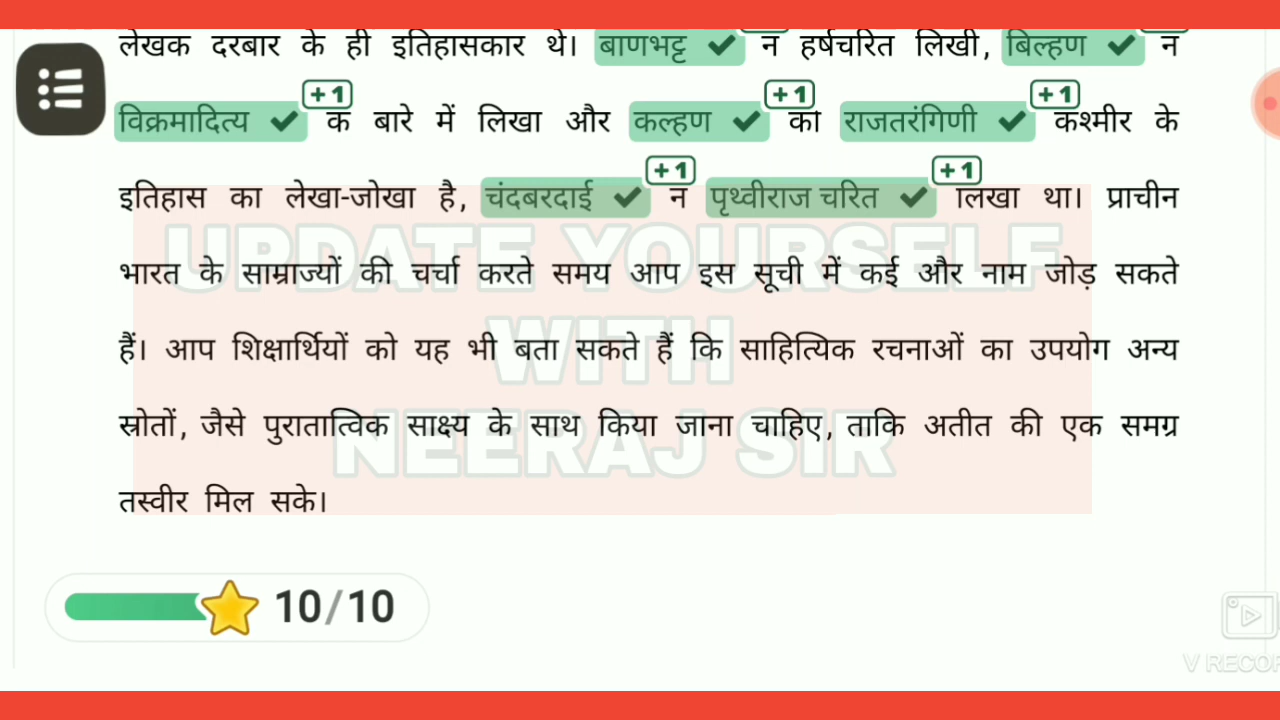 लेखक दरबार के ही इतिहासकार थे। बाणभट्ट ने हर्षचरित लिखी, बिल्हण ने
विक्रमादित्य +1 के बारे में लिखा और कल्हण +1 की राजतरंगिणी +1 कश्मीर के
इतिहास का लेखा-जोखा है, चंदबरदाई +1 ने पृथ्वीराज चरित +1 लिखा था। प्राचीन
भारत के साम्राज्यों की चर्चा करते समय आप इस सूची में कई और नाम जोड़ सकते
हैं। आप शिक्षार्थियों को यह भी बता सकते हैं कि साहित्यिक रचनाओं का उपयोग अन्य
स्रोतों, जैसे पुरातात्विक साक्ष्य के साथ किया जाना चाहिए, ताकि अतीत की एक समग्र
तस्वीर मिल सके।
UPDATE YOURSELF
WITH
NEERAJ SIR
10/10